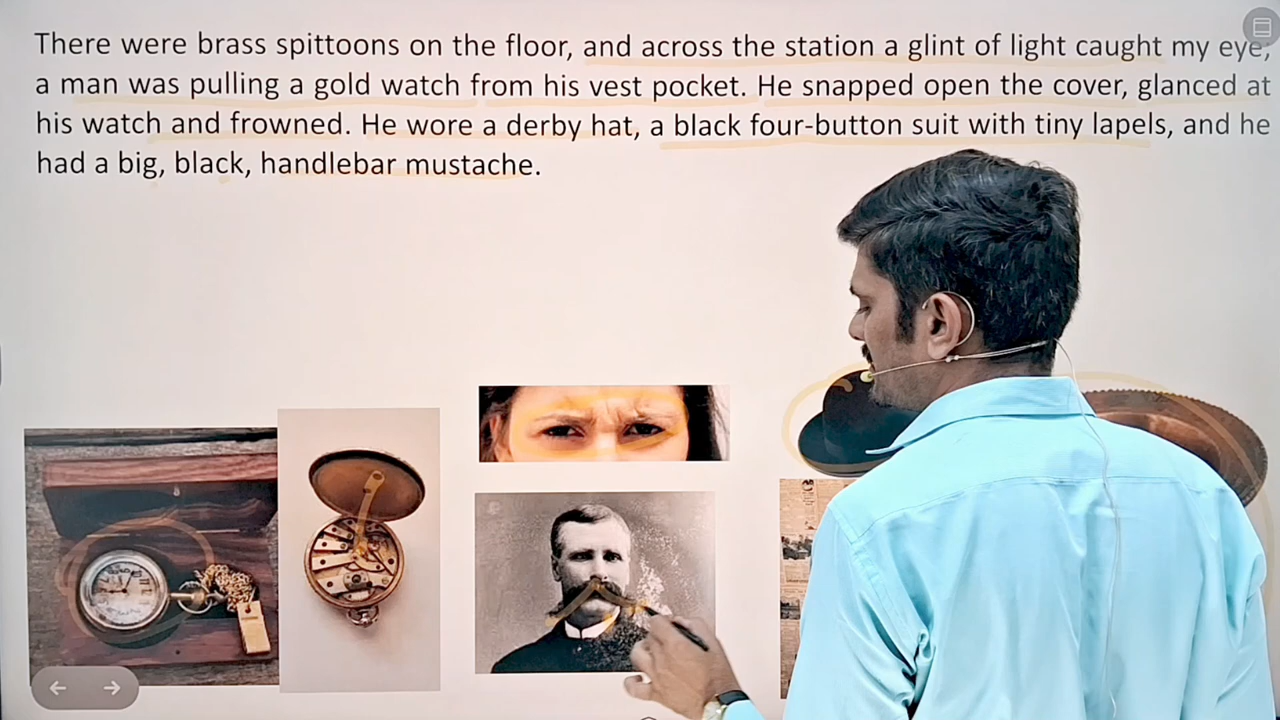 There were brass spittoons on the floor, and across the station a glint of light caught my eye,
a man was pulling a gold watch from his vest pocket. He snapped open the cover, glanced at
his watch and frowned. He wore a derby hat, a black four-button suit with tiny lapels, and he
had a big, black, handlebar mustache.